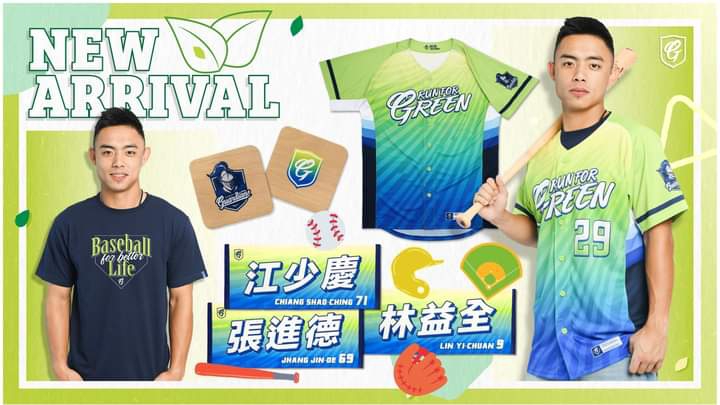 NEW
ARRIVAL
RUN FOR
GREEN
G
RUN FOR
GREEN
29
Guardians
G
Baseball
for better
Life
江少慶
CHIANG SHAO-CHING 71
張進德
JHANG JIN-DE 69
林益全
LIN YI-CHUAN 9